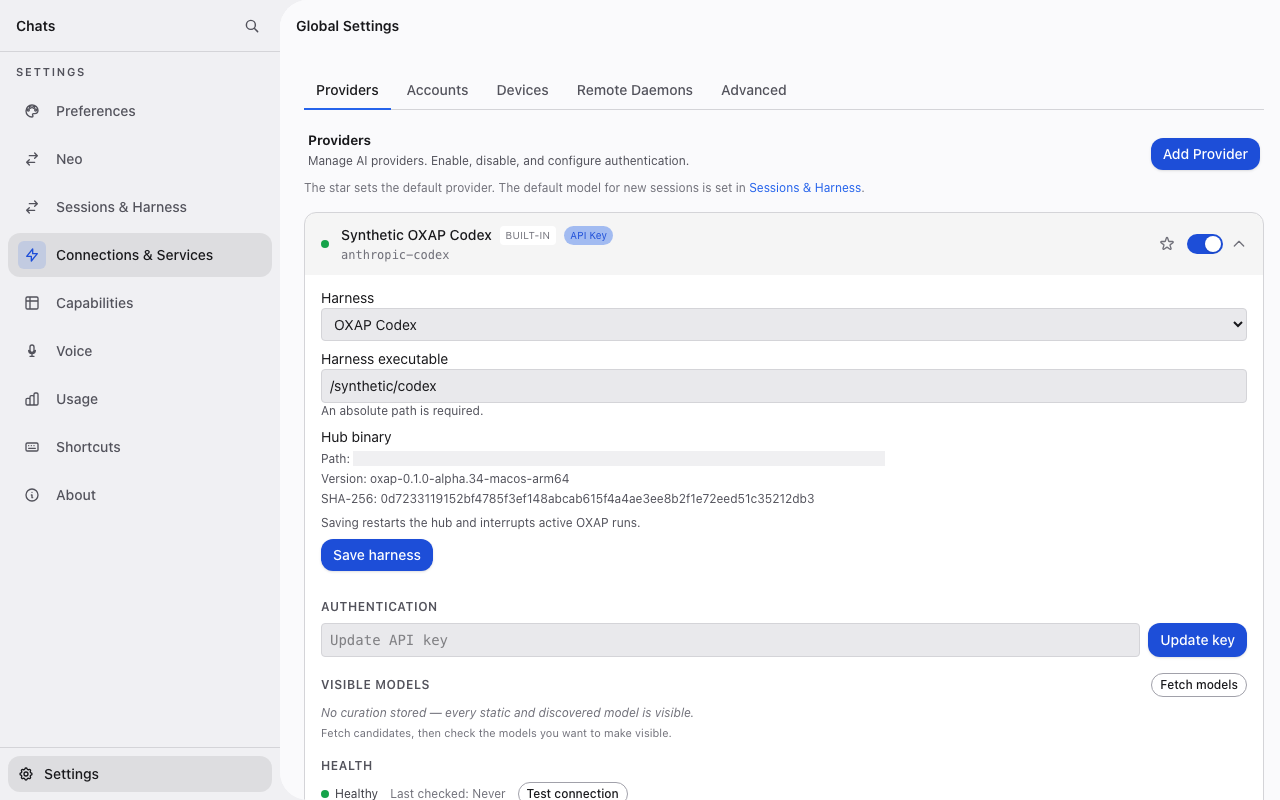 Chats
Global Settings
SETTINGS
Preferences
Neo
Sessions & Harness
Connections & Services
Capabilities
Voice
Usage
Shortcuts
About
Settings
Providers Accounts Devices Remote Daemons Advanced
Providers
Manage AI providers. Enable, disable, and configure authentication.
Add Provider
The star sets the default provider. The default model for new sessions is set in Sessions & Harness.
Synthetic OXAP Codex BUILT-IN API Key
anthropic-codex
Harness
OXAP Codex
Harness executable
/synthetic/codex
An absolute path is required.
Hub binary
Path:
Version: oxap-0.1.0-alpha.34-macos-arm64
SHA-256: 0d7233119152bf4785f3ef148abcab615f4a4ae3ee8b2f1e72eed51c35212db3
Saving restarts the hub and interrupts active OXAP runs.
Save harness
AUTHENTICATION
Update API key
Update key
VISIBLE MODELS
Fetch models
No curation stored — every static and discovered model is visible.
Fetch candidates, then check the models you want to make visible.
HEALTH
Healthy Last checked: Never Test connection